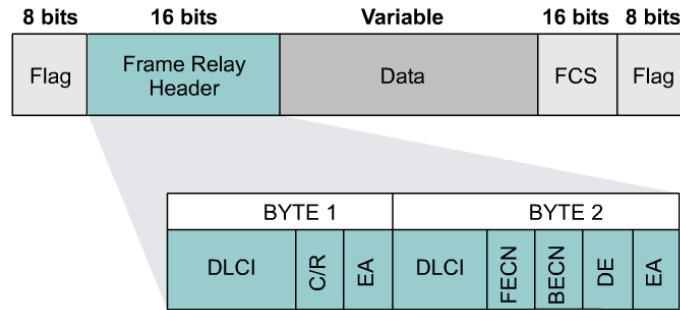 8 bits 16 bits Variable 16 bits 8 bits
Flag Frame Relay Header Data FCS Flag
BYTE 1 BYTE 2
DLCI C/R EA DLCI FECN BECN DE EA